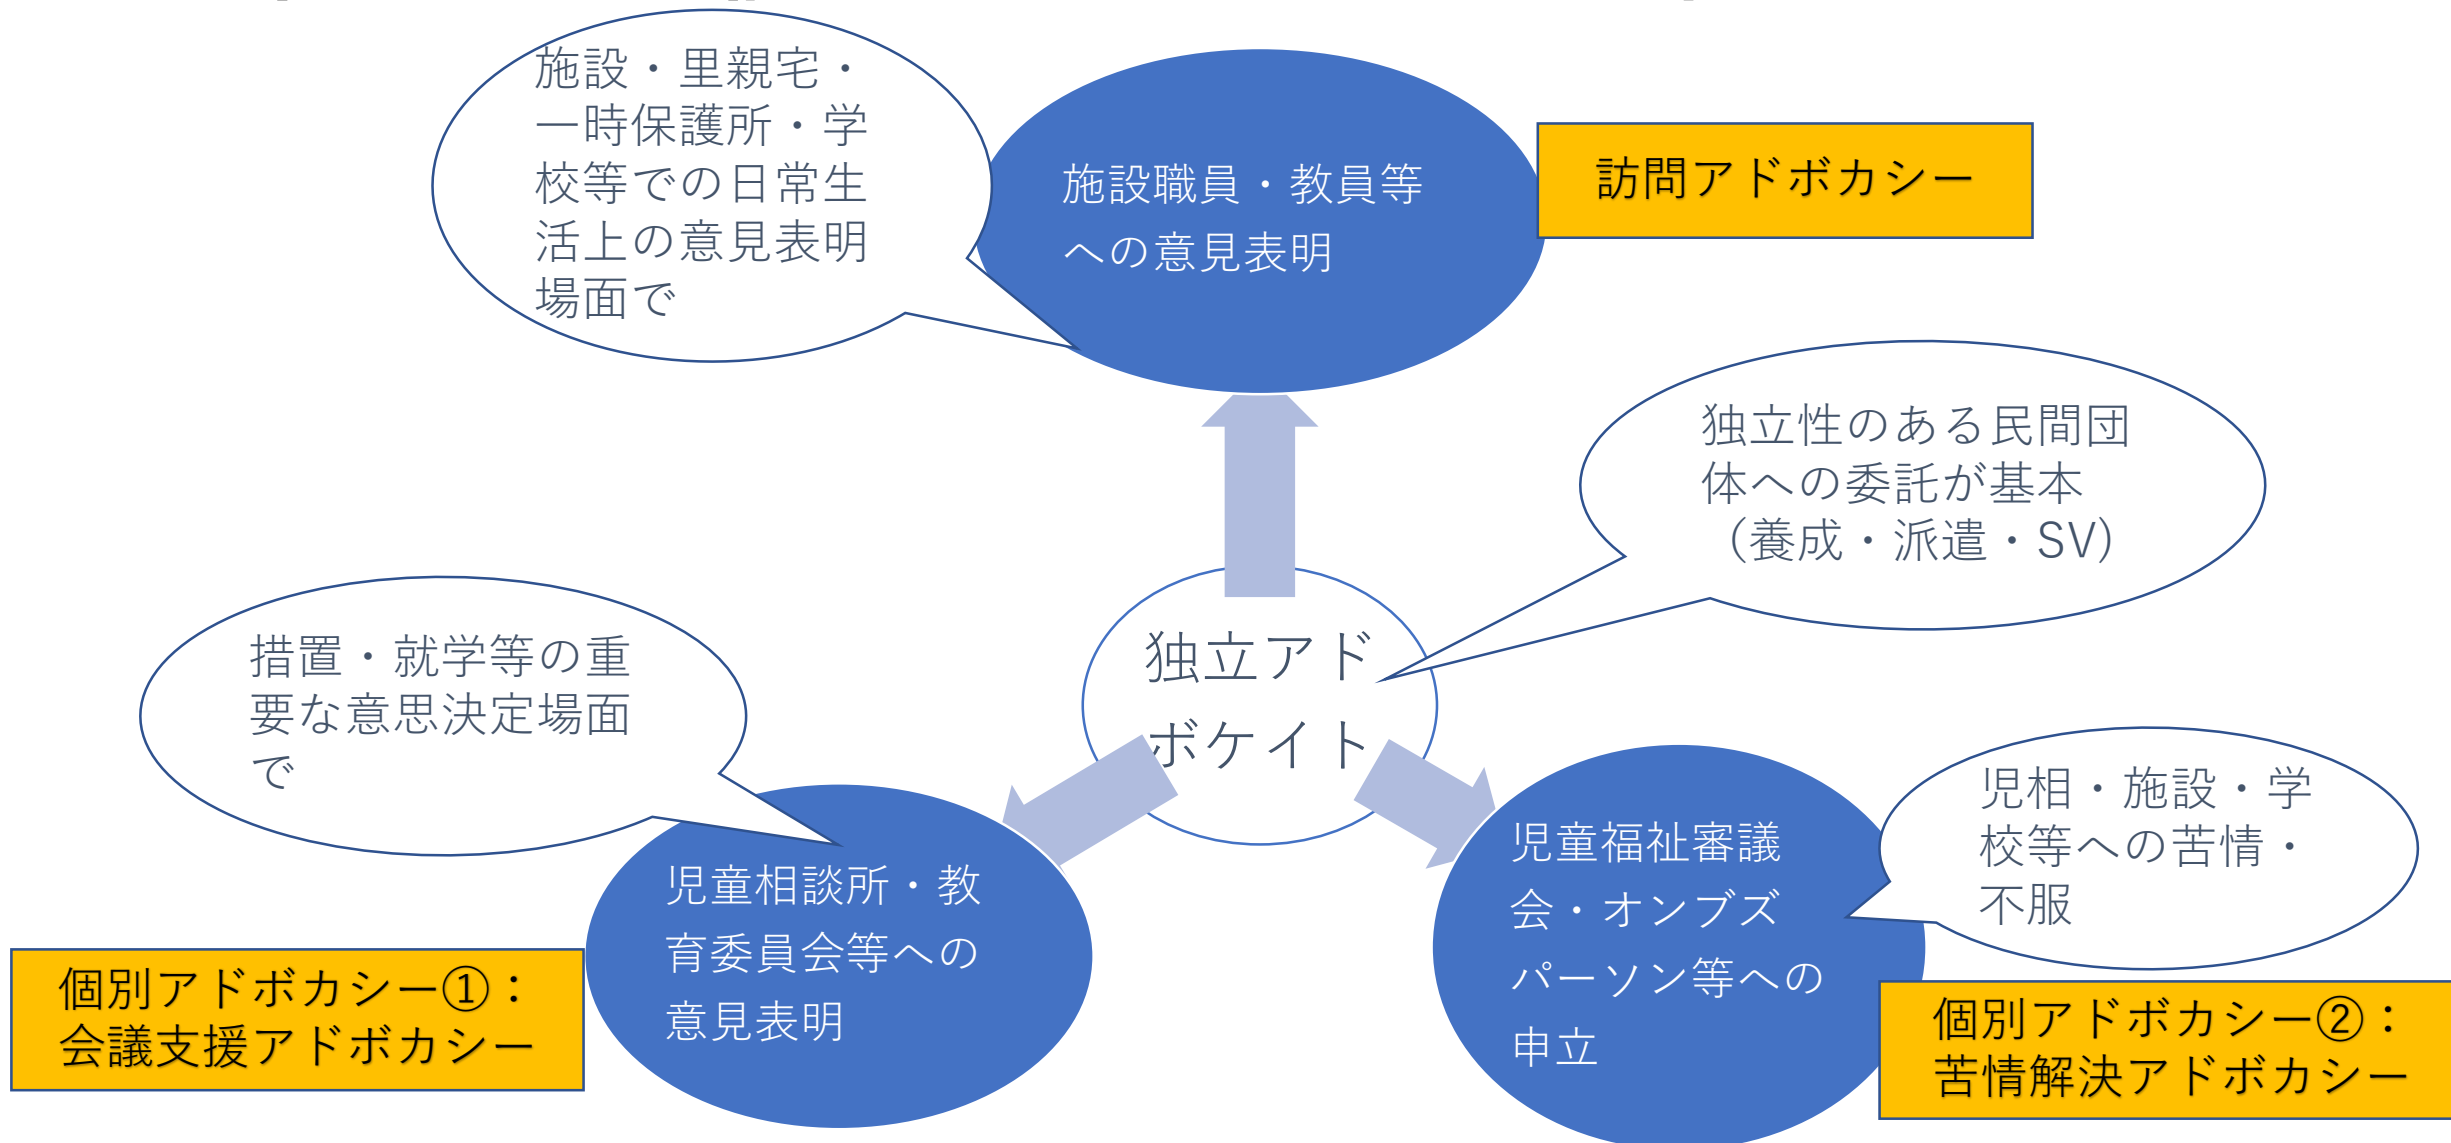 施設・里親宅・
一時保護所・学
校等での日常生
活上の意見表明
場面で
施設職員・教員等
への意見表明
訪問アドボカシー
独立性のある民間団
体への委託が基本
（養成・派遣・SV)
独立アド
ボケイト
措置・就学等の重
要な意思決定場面
で
児童相談所・教
育委員会等への
意見表明
個別アドボカシー①：
会議支援アドボカシー
児童福祉審議
会・オンブズ
パーソン等への
申立
児相・施設・学
校等への苦情・
不服
個別アドボカシー②：
苦情解決アドボカシー